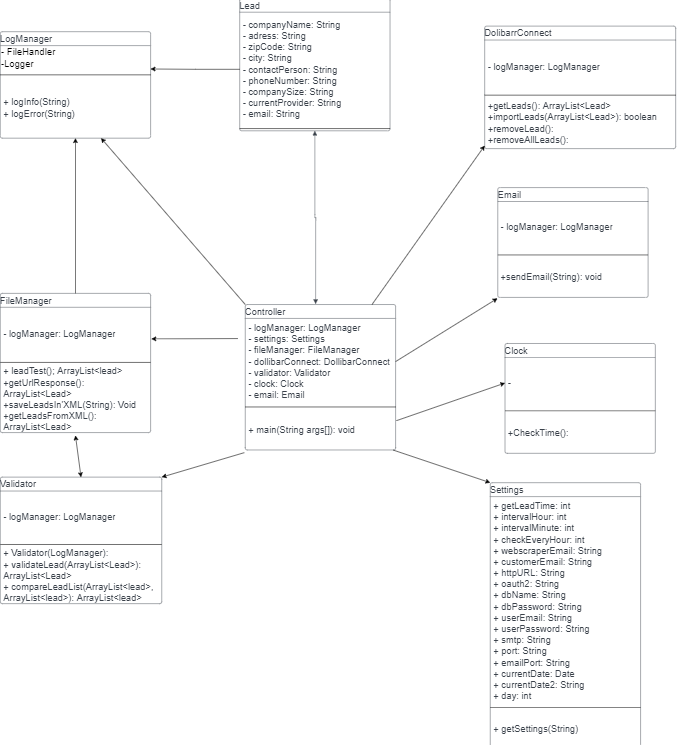 Lead
- companyName: String
- adress: String
- zipCode: String
- city: String
- contactPerson: String
- phoneNumber: String
- companySize: String
- currentProvider: String
- email: String
LogManager
- FileHandler
-Logger
+ logInfo(String)
+ logError(String)
DolibarrConnect
- logManager: LogManager
+getLeads(): ArrayList<Lead>
+importLeads(ArrayList<Lead>): boolean
+removeLead():
+removeAllLeads():
Email
- logManager: LogManager
+sendEmail(String): void
FileManager
- logManager: LogManager
+ leadTest(); ArrayList<lead>
+getUrlResponse():
ArrayList<Lead>
+saveLeadsIn'XML(String): Void
+getLeadsFromXML():
ArrayList<Lead>
Controller
- logManager: LogManager
- settings: Settings
- fileManager: FileManager
- dollibarConnect: DollibarConnect
- validator: Validator
- clock: Clock
- email: Email
+ main(String args[]): void
Clock
-
+CheckTime():
Validator
- logManager: LogManager
+ Validator(LogManager):
+ validateLead(ArrayList<Lead>):
ArrayList<Lead>
+ compareLeadList(ArrayList<lead>,
ArrayList<lead>): ArrayList<lead>
Settings
+ getLeadTime: int
+ intervalHour: int
+ intervalMinute: int
+ checkEveryHour: int
+ webscraperEmail: String
+ customerEmail: String
+ httpURL: String
+ oauth2: String
+ dbName: String
+ dbPassword: String
+ userEmail: String
+ userPassword: String
+ smtp: String
+ port: String
+ emailPort: String
+ currentDate: Date
+ currentDate2: String
+ day: int
+ getSettings(String)